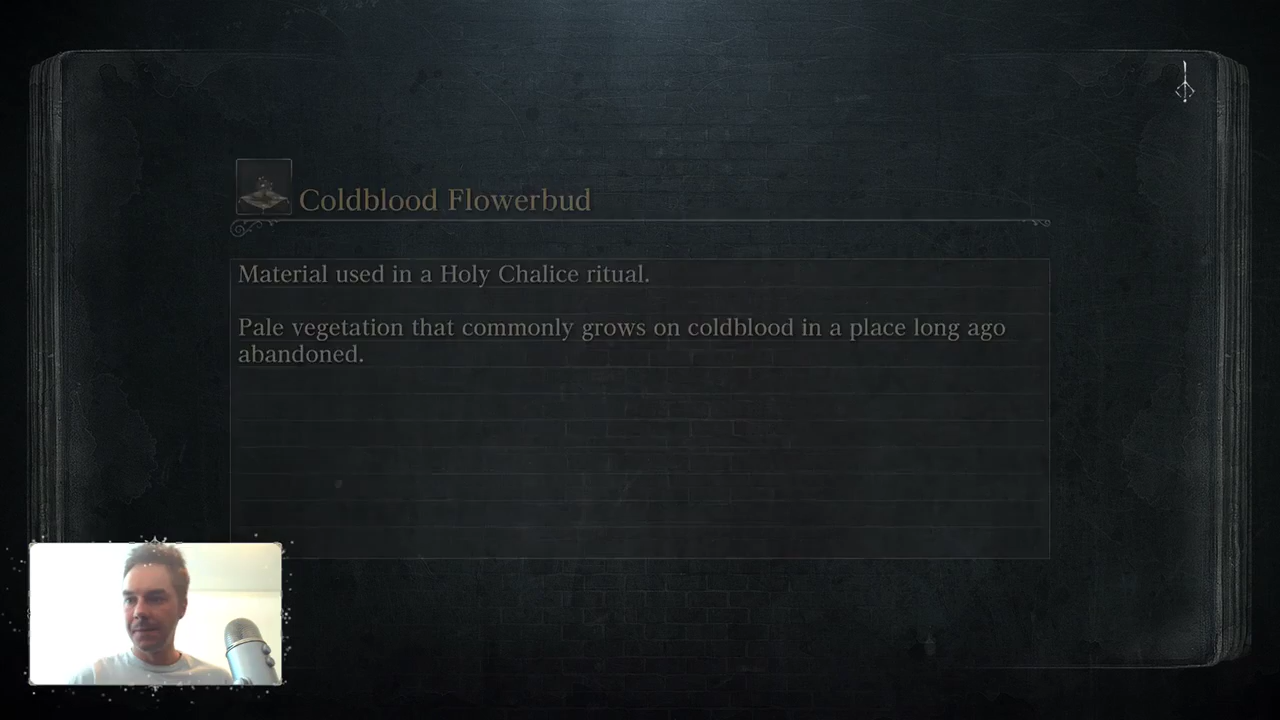 Coldblood Flowerbud
Material used in a Holy Chalice ritual.
Pale vegetation that commonly grows on coldblood in a place long ago
abandoned.